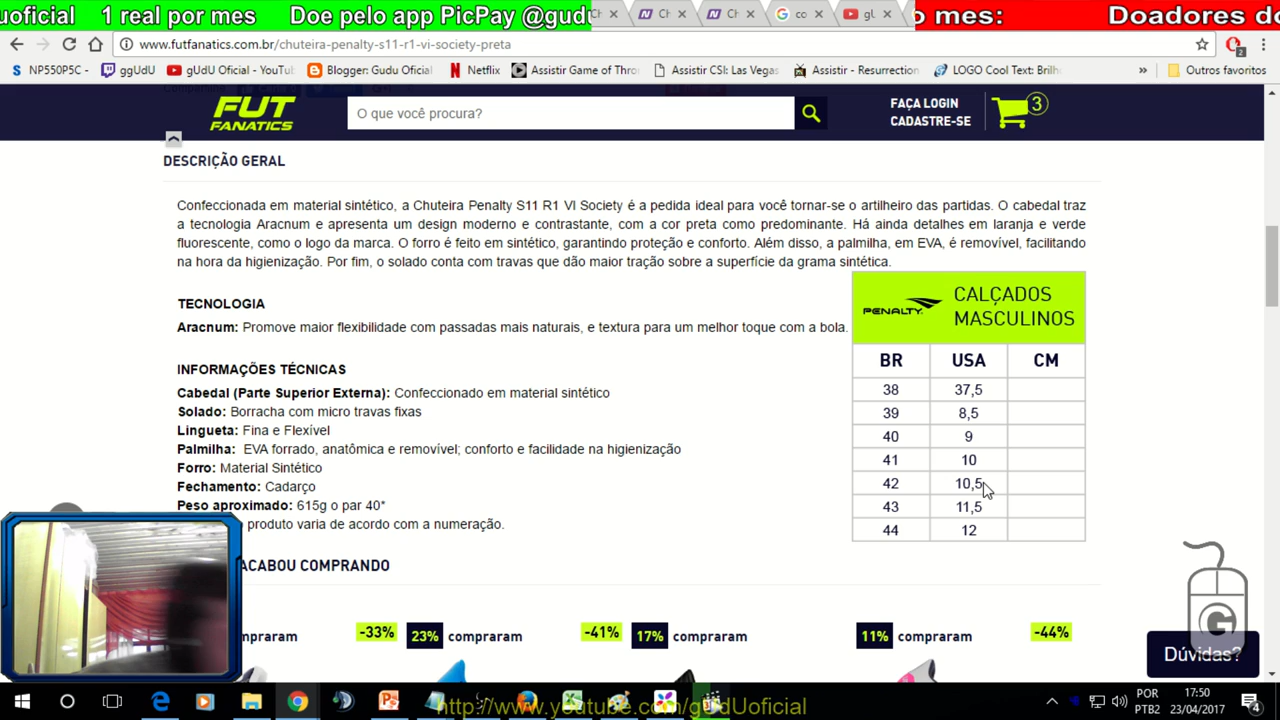 uoficial 1 real por mes Doe pelo app PicPay @gud o mes: Doadores do
Ch Ch co gU
www.futfanatics.com.br/chuteira-penalty-s11-r1-vi-society-preta
2
NP550P5C - ggUdU gUdU Oficial - YouTu Blogger: Gudu Oficial Netflix Assistir Game of Thro Assistir CSI: Las Vegas Assistir - Resurrection LOGO Cool Text: Brilh » Outros favoritos
FUT FANATICS
O que você procura?
FAÇA LOGIN
CADASTRE-SE
3
DESCRIÇÃO GERAL
Confeccionada em material sintético, a Chuteira Penalty S11 R1 VI Society é a pedida ideal para você tornar-se o artilheiro das partidas. O cabedal traz
a tecnologia Aracnum e apresenta um design moderno e contrastante, com a cor preta como predominante. Há ainda detalhes em laranja e verde
fluorescente, como o logo da marca. O forro é feito em sintético, garantindo proteção e conforto. Além disso, a palmilha, em EVA, é removível, facilitando
na hora da higienização. Por fim, o solado conta com travas que dão maior tração sobre a superfície da grama sintética.
TECNOLOGIA
Aracnum: Promove maior flexibilidade com passadas mais naturais, e textura para um melhor toque com a bola.
INFORMAÇÕES TÉCNICAS
Cabedal (Parte Superior Externa): Confeccionado em material sintético
Solado: Borracha com micro travas fixas
Língueta: Fina e Flexível
Palmilha: EVA forrado, anatômica e removível; conforto e facilidade na higienização
Forro: Material Sintético
Fechamento: Cadarço
Peso aproximado: 615g o par 40*
produto varia de acordo com a numeração.
PENALTY CALÇADOS
MASCULINOS
BR USA CM
38 37,5
39 8,5
40 9
41 10
42 10,5
43 11,5
44 12
ACABOU COMPRANDO
mpraram -33% 23% compraram -41% 17% compraram 11% compraram -44%
G
Dúvidas?
http://www.youtube.com/gUdUoficial
POR
PTB2
17:50
23/04/2017
4